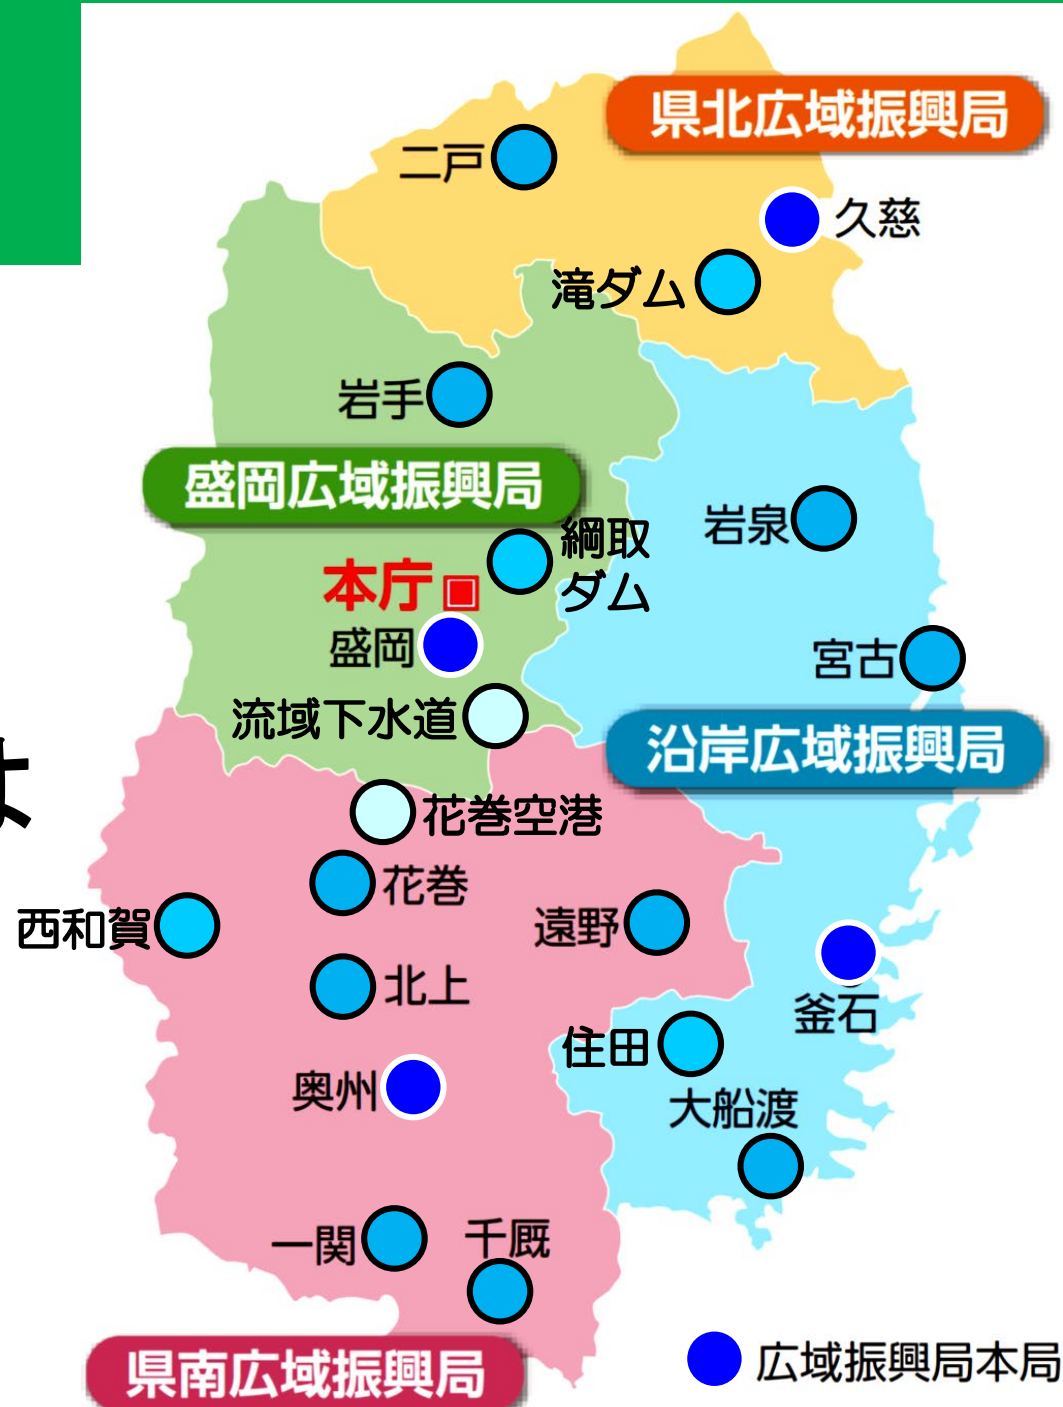 県北広域振興局
二戸
久慈
滝ダム
岩手
盛岡広域振興局
岩泉
綱取
ダム
本庁
盛岡
宮古
流域下水道
沿岸広域振興局
花巻空港
花巻
西和賀
遠野
北上
釜石
住田
奥州
大船渡
一関
千厩
県南広域振興局
広域振興局本局